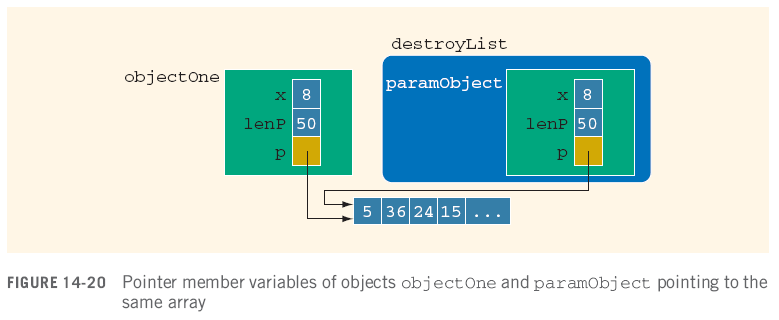 destroyList
objectOne
x 8
lenP 50
p
paramObject
x 8
lenP 50
p
5 36 24 15 ...
FIGURE 14-20 Pointer member variables of objects objectOne and paramObject pointing to the
same array